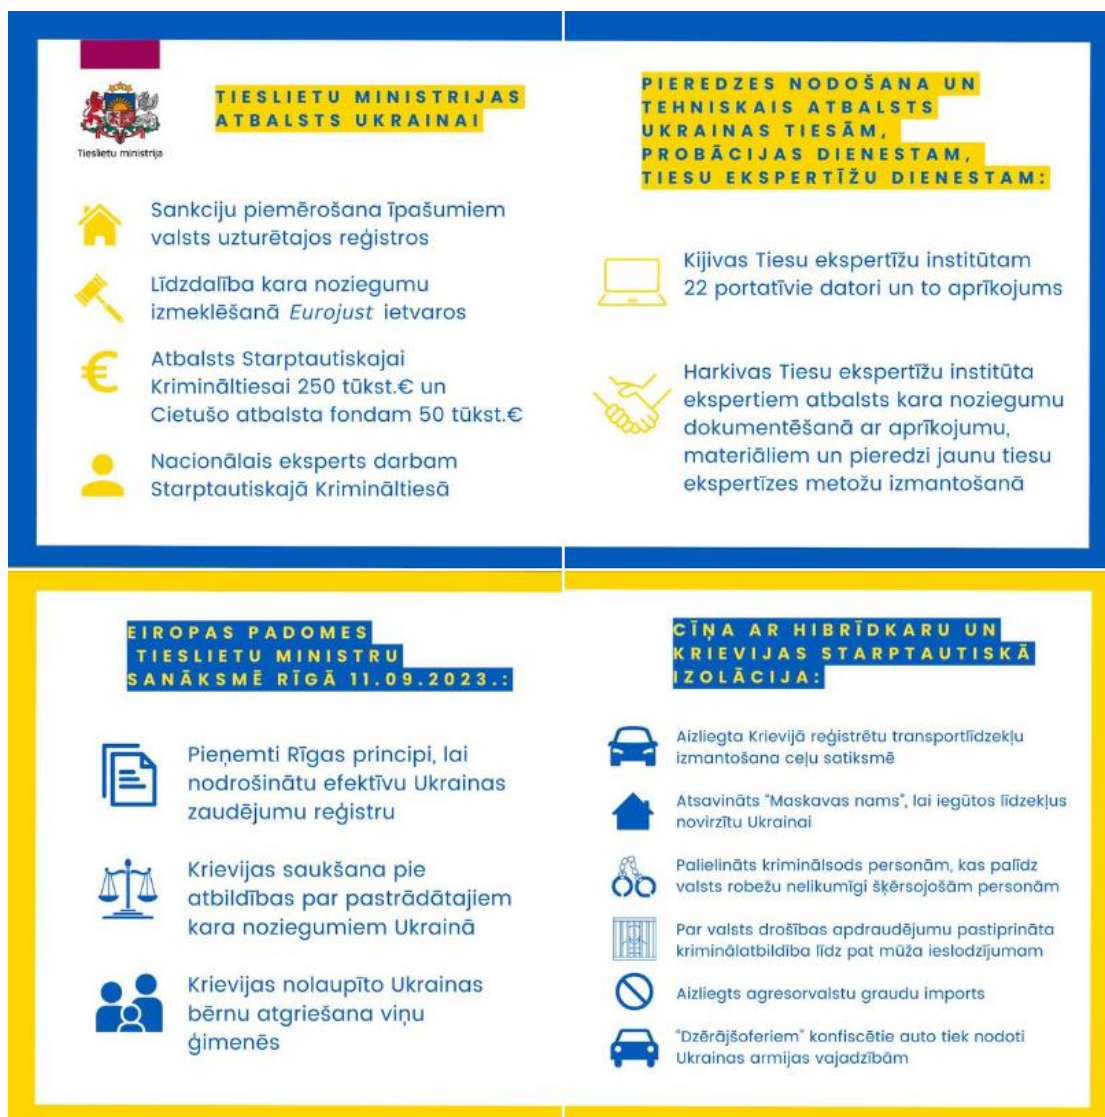 Tieslietu ministrija
TIESLIETU MINISTRIJAS
ATBALSTS UKRAINAI
Sankciju piemērošana īpašumiem
valsts uzturētajos reģistros
Līdzdalība kara noziegumu
izmeklēšanā Eurojust ietvaros
€
Atbalsts Starptautiskajai
Krimināltiesai 250 tūkst.€ un
Cietušo atbalsta fondam 50 tūkst.€
Nacionālais eksperts darbam
Starptautiskajā Krimināltiesā
PIEREDZES NODOŠANA UN
TEHNISKAIS ATBALSTS
UKRAINAS TIESĀM,
PROBĀCIJAS DIENESTAM,
TIESU EKSPERTĪŽU DIENESTAM:
Kijivas Tiesu ekspertīžu institūtam
22 portatīvie datori un to aprīkojums
Harkivas Tiesu ekspertīžu institūta
ekspertiem atbalsts kara noziegumu
dokumentēšanā ar aprīkojumu,
materiāliem un pieredzi jaunu tiesu
ekspertīzes metožu izmantošanā
EIROPAS PADOMES
TIESLIETU MINISTRU
SANĀKSMĒ RĪGĀ 11.09.2023.:
Pieņemti Rīgas principi, lai
nodrošinātu efektīvu Ukrainas
zaudējumu reģistru
Krievijas saukšana pie
atbildības par pastrādātajiem
kara noziegumiem Ukrainā
Krievijas nolaupīto Ukrainas
bērnu atgriešana viņu
ģimenēs
CĪŅA AR HIBRĪDKARU UN
KRIEVIJAS STARPTAUTISKĀ
IZOLĀCIJA:
Aizliegta Krievijā reģistrētu transportlīdzekļu
izmantošana ceļu satiksmē
Atsavināts "Maskavas nams", lai iegūtos līdzekļus
novirzītu Ukrainai
Palielināts kriminālsods personām, kas palīdz
valsts robežu nelikumīgi šķērsojošām personām
Par valsts drošības apdraudējumu pastiprināta
kriminālatbildība līdz pat mūža ieslodzījumam
Aizliegts agresorvalstu graudu imports
"Dzērājšoferiem" konfiscētie auto tiek nodoti
Ukrainas armijas vajadzībām